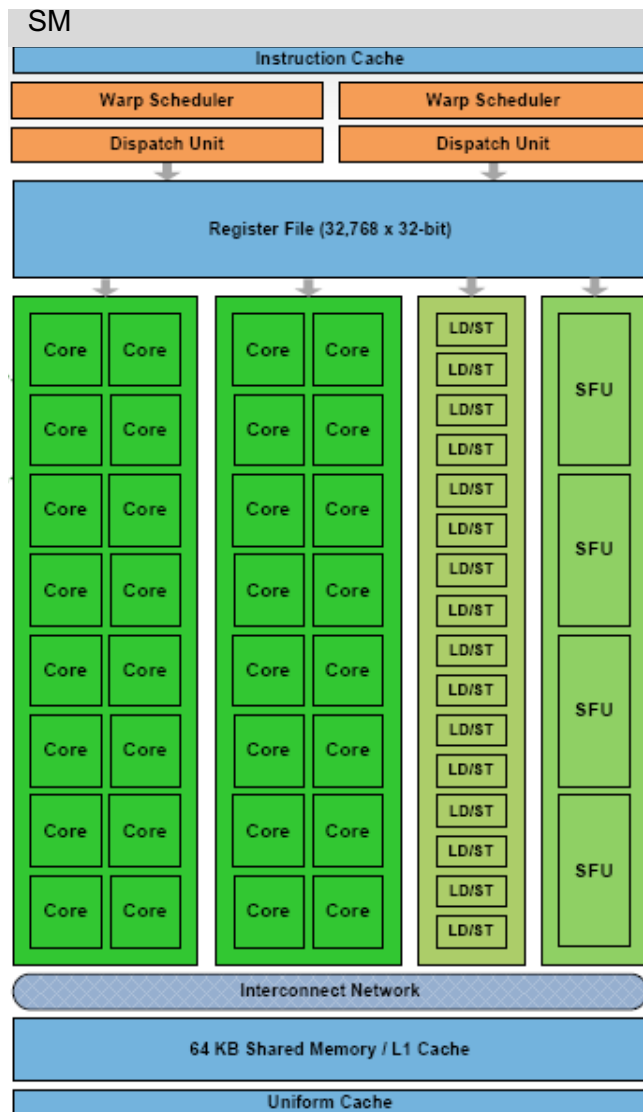 SM
Instruction Cache
Warp Scheduler Warp Scheduler
Dispatch Unit Dispatch Unit
Register File (32,768 x 32-bit)
Core Core Core Core LD/ST
LD/ST
SFU
Core Core Core Core LD/ST
LD/ST
Core Core Core Core LD/ST
LD/ST
SFU
Core Core Core Core LD/ST
LD/ST
Core Core Core Core LD/ST
LD/ST
SFU
Core Core Core Core LD/ST
LD/ST
Core Core Core Core LD/ST
LD/ST
SFU
Core Core Core Core LD/ST
LD/ST
Interconnect Network
64 KB Shared Memory / L1 Cache
Uniform Cache